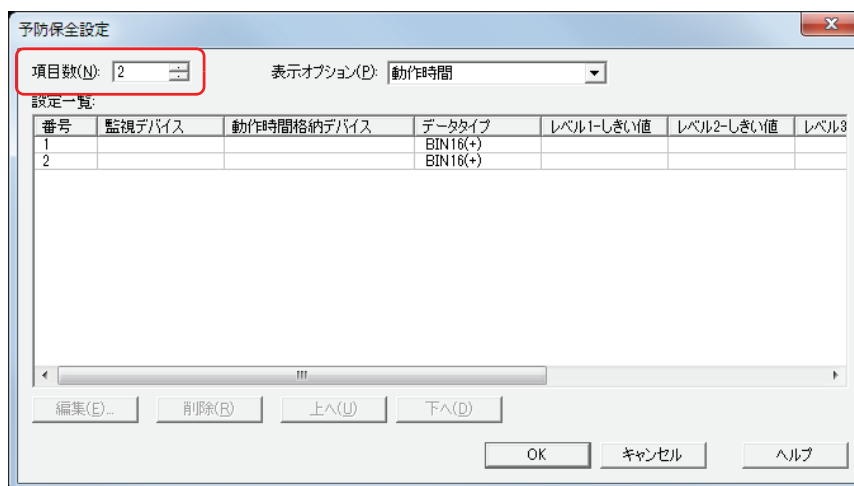 予防保全設定
項目数(N): 2 表示オプション(P): 動作時間
設定一覧:
番号 監視デバイス 動作時間格納デバイス データタイプ レベル1-しきい値 レベル2-しきい値 レベル3
1 BIN16(+)
2 BIN16(+)
編集(E)... 削除(R) 上へ(U) 下へ(D)
OK キャンセル ヘルプ